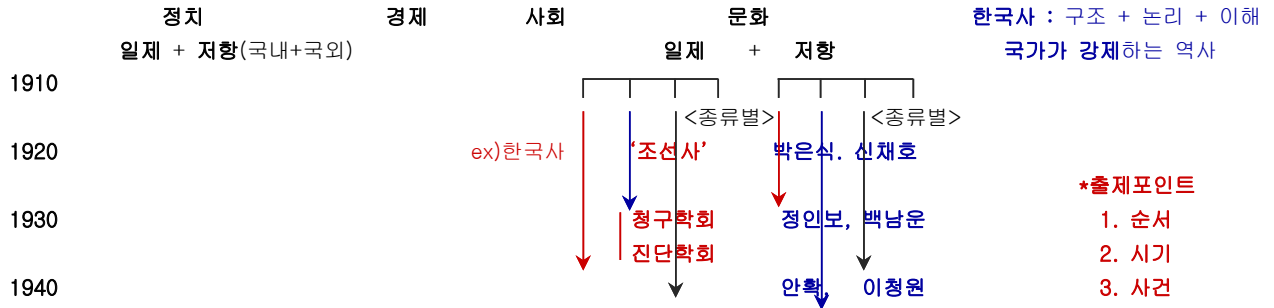 정치 경제 사회 문화 한국사 : 구조 + 논리 + 이해
일제 + 저항(국내+국외) 일제 + 저항 국가가 강제하는 역사
1910
<종류별> <종류별>
1920 ex)한국사 ‘조선사’ 박은식. 신채호
*출제포인트
1930 청구학회 정인보, 백남운 1. 순서
진단학회 2. 시기
1940 안확, 이청원 3. 사건